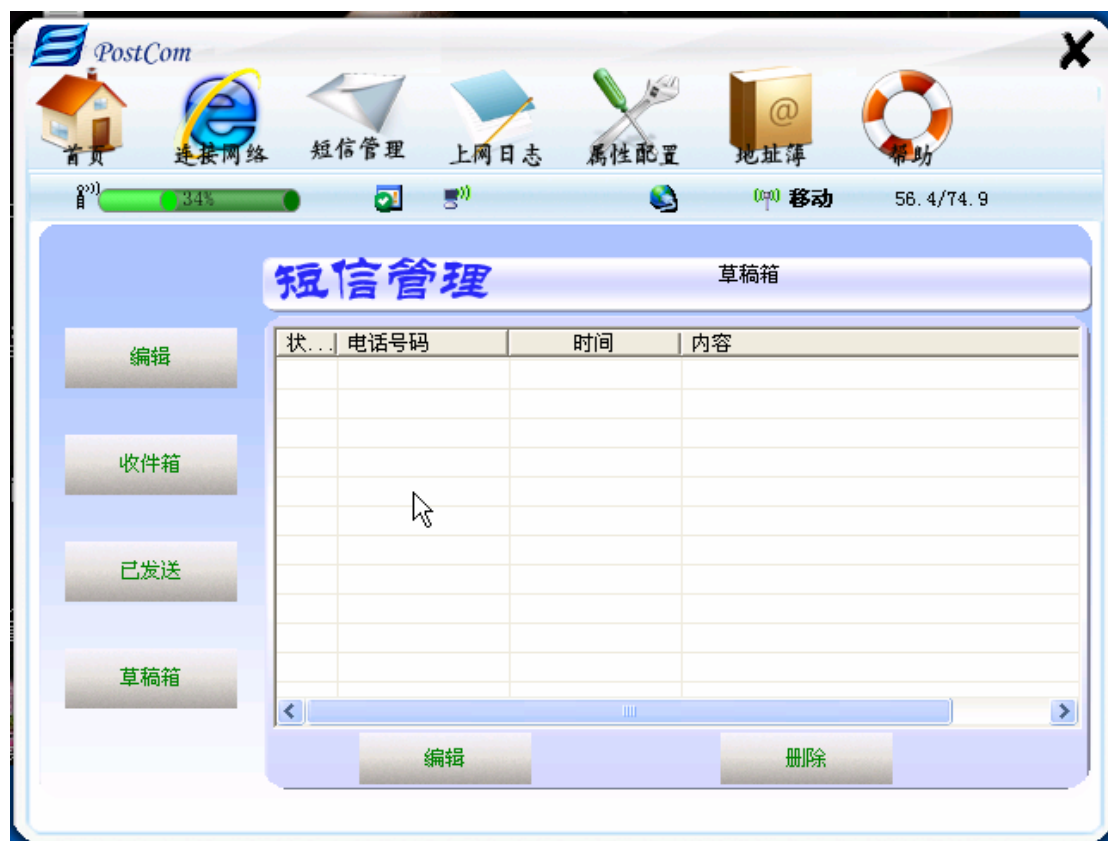 PostCom
首页 连接网络 短信管理 上网日志 属性配置 地址簿 帮助
34% 移动 56.4/74.9
短信管理 草稿箱
状... 电话号码 时间 内容
编辑
收件箱
已发送
草稿箱
编辑 删除